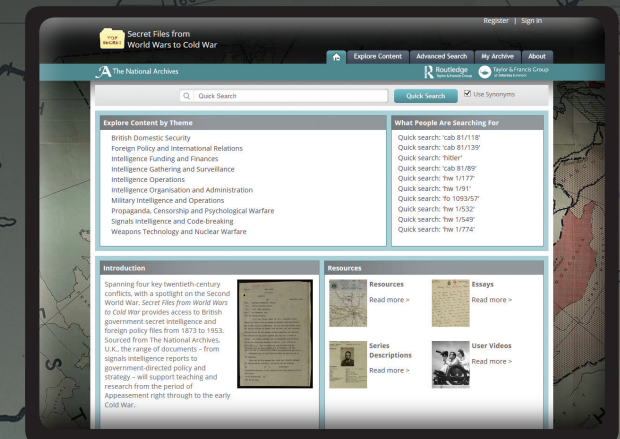 Register | Sign in
TOP
SECRET
Secret Files from
World Wars to Cold War
Explore Content
Advanced Search
My Archive
About
The National Archives
Routledge
Taylor & Francis Group
Taylor & Francis Group
Quick Search
Quick Search
Use Synonyms
Explore Content by Theme
British Domestic Security
Foreign Policy and International Relations
Intelligence Funding and Finances
Intelligence Gathering and Surveillance
Intelligence Operations
Intelligence Organisation and Administration
Military Intelligence and Operations
Propaganda, Censorship and Psychological Warfare
Signals Intelligence and Code-breaking
Weapons Technology and Nuclear Warfare
What People Are Searching For
Quick search: 'cab 81/118'
Quick search: 'cab 81/139'
Quick search: 'hitler'
Quick search: 'cab 81/89'
Quick search: 'hw 1/177'
Quick search: 'hw 1/91'
Quick search: 'fo 1093/57'
Quick search: 'hw 1/532'
Quick search: 'hw 1/549'
Quick search: 'hw 1/774'
Introduction
Spanning four key twentieth-century
conflicts, with a spotlight on the Second
World War. Secret Files from World Wars
to Cold War provides access to British
government secret intelligence and
foreign policy files from 1873 to 1953.
Sourced from The National Archives,
U.K., the range of documents – from
signals intelligence reports to
government-directed policy and
strategy – will support teaching and
research from the period of
Appeasement right through to the early
Cold War.
Resources
Resources
Read more >
Essays
Read more >
Series
Descriptions
Read more >
User Videos
Read more >